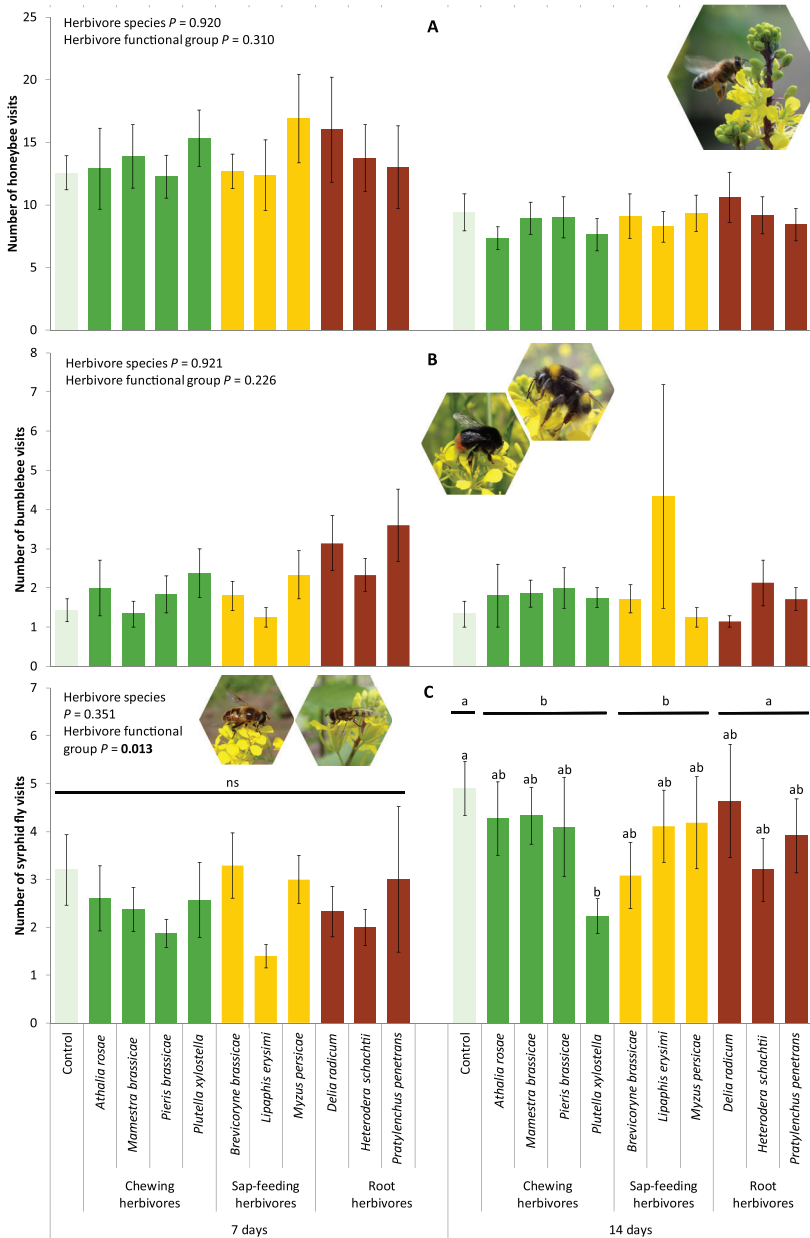 Herbivore species P = 0.920
Herbivore functional group P = 0.310
A
Number of honeybee visits
25
20
15
10
5
0
Herbivore species P = 0.921
Herbivore functional group P = 0.226
B
Number of bumblebee visits
8
7
6
5
4
3
2
1
0
Herbivore species
P = 0.351
Herbivore functional
group P = 0.013
C
Number of syrphid fly visits
7
6
5
4
3
2
1
0
ns
a
b
b
a
a
ab
ab
ab
b
ab
ab
ab
ab
ab
ab
Control
Athalia rosae
Mamestra brassicae
Pieris brassicae
Plutella xylostella
Brevicoryne brassicae
Lipaphis erysimi
Myzus persicae
Delia radicum
Heterodera schachtii
Pratylenchus penetrans
Control
Athalia rosae
Mamestra brassicae
Pieris brassicae
Plutella xylostella
Brevicoryne brassicae
Lipaphis erysimi
Myzus persicae
Delia radicum
Heterodera schachtii
Pratylenchus penetrans
Chewing
herbivores
Sap-feeding
herbivores
Root
herbivores
Chewing
herbivores
Sap-feeding
herbivores
Root
herbivores
7 days
14 days